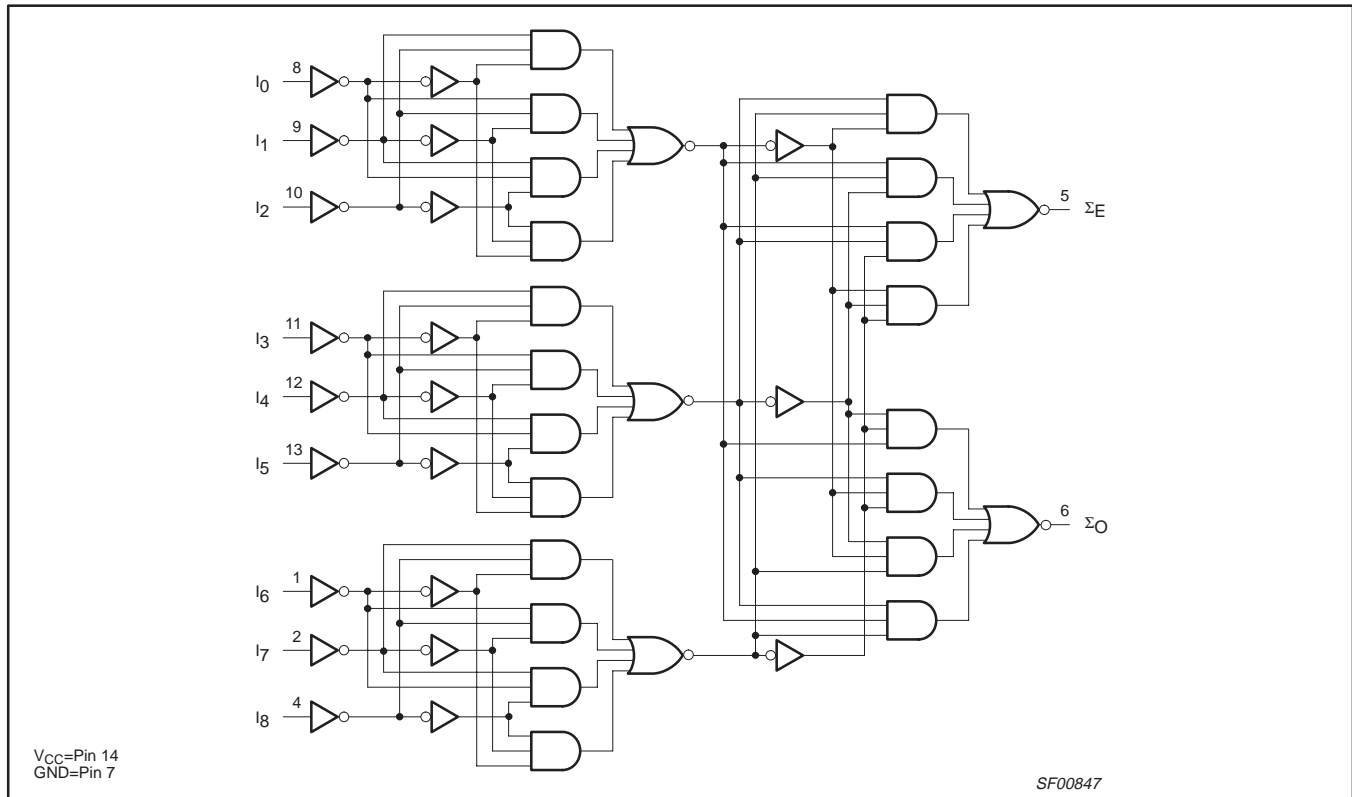 I0 8
I1 9
I2 10
5 ΣE
I3 11
I4 12
I5 13
6 ΣO
I6 1
I7 2
I8 4
VCC=Pin 14
GND=Pin 7
SF00847